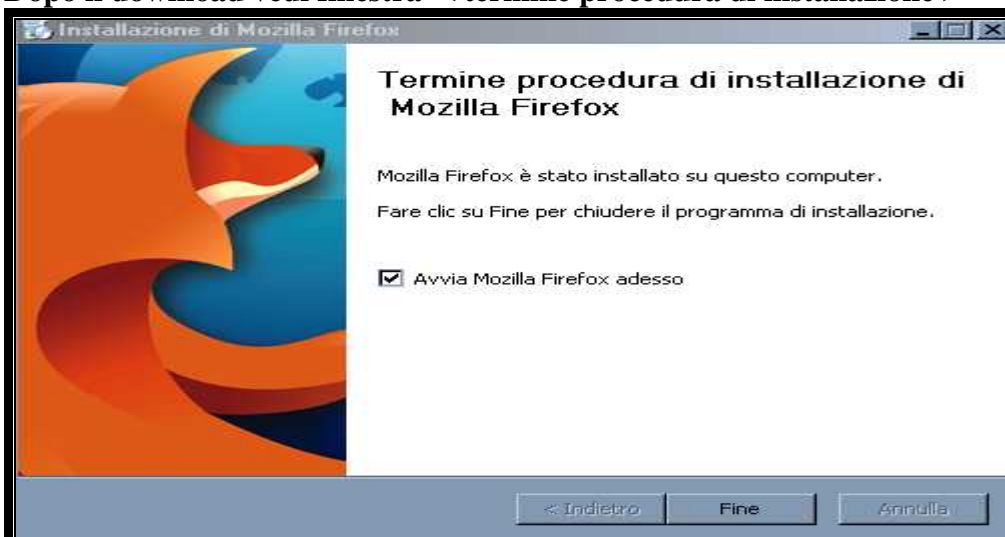 Dopo il download vedi finestra <<termine procedura di installazione>
Installazione di Mozilla Firefox
Termine procedura di installazione di
Mozilla Firefox
Mozilla Firefox è stato installato su questo computer.
Fare clic su Fine per chiudere il programma di installazione.
Avvia Mozilla Firefox adesso
< Indietro
Fine
Annulla